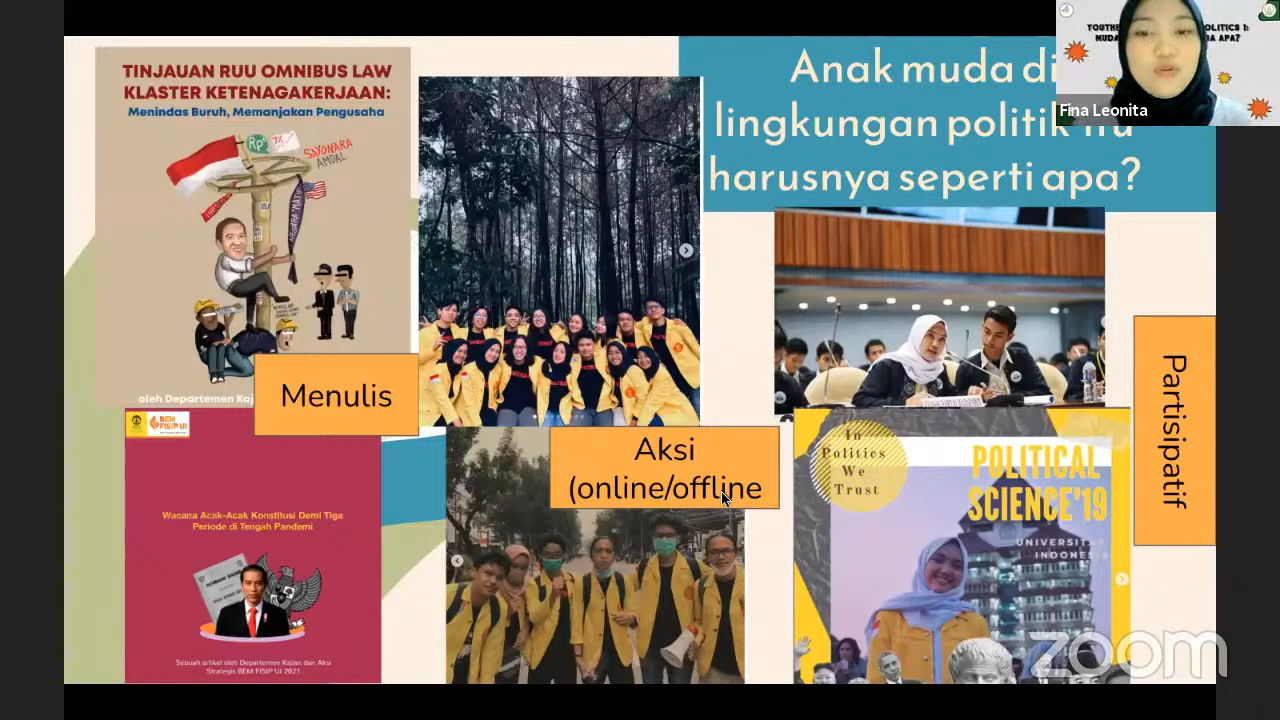 TINJAUAN RUU OMNIBUS LAW
KLASTER KETENAGAKERJAAN:
Menindas Buruh, Memanjakan Pengusaha
Rp
SAYONARA
AMDAL
oleh Departemen Kaj
Menulis
BEM
FISIP UI
Wacana Acak-Acak Konstitusi Demi Tiga
Periode di Tengah Pandemi
Sebuah artikel oleh Departemen Kajian dan Aksi
Strategis BEM FISIP UI 2021
Aksi
(online/offline
Anak muda di
lingkungan politik itu
harusnya seperti apa?
Fina Leonita
Partisipatif
In
Politics
We
Trust
POLITICAL
SCIENCE'19
UNIVERSITAS
INDONESIA
zoom